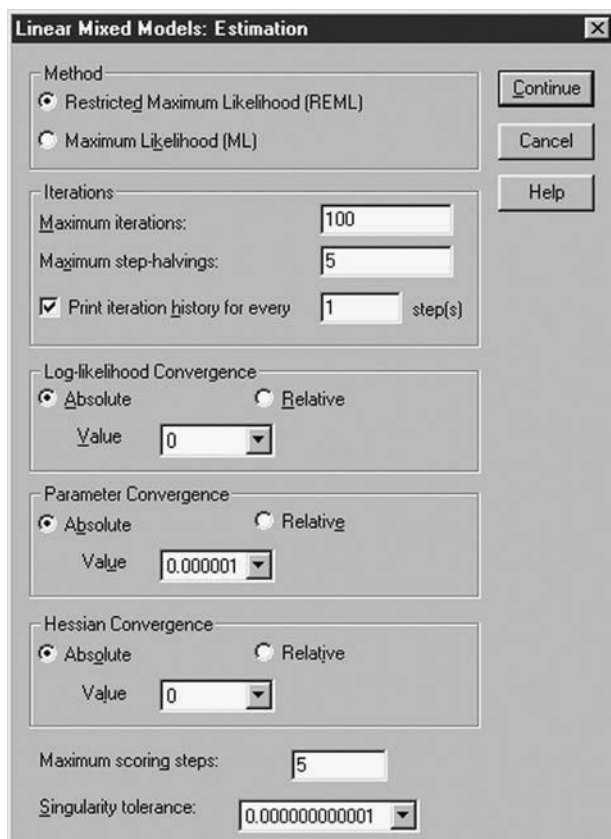 Linear Mixed Models: Estimation
Method
Restricted Maximum Likelihood (REML)
Maximum Likelihood (ML)
Continue
Cancel
Help
Iterations
Maximum iterations: 100
Maximum step-halvings: 5
Print iteration history for every 1 step(s)
Log-likelihood Convergence
Absolute Relative
Value 0
Parameter Convergence
Absolute Relative
Value 0.000001
Hessian Convergence
Absolute Relative
Value 0
Maximum scoring steps: 5
Singularity tolerance: 0.000000000001